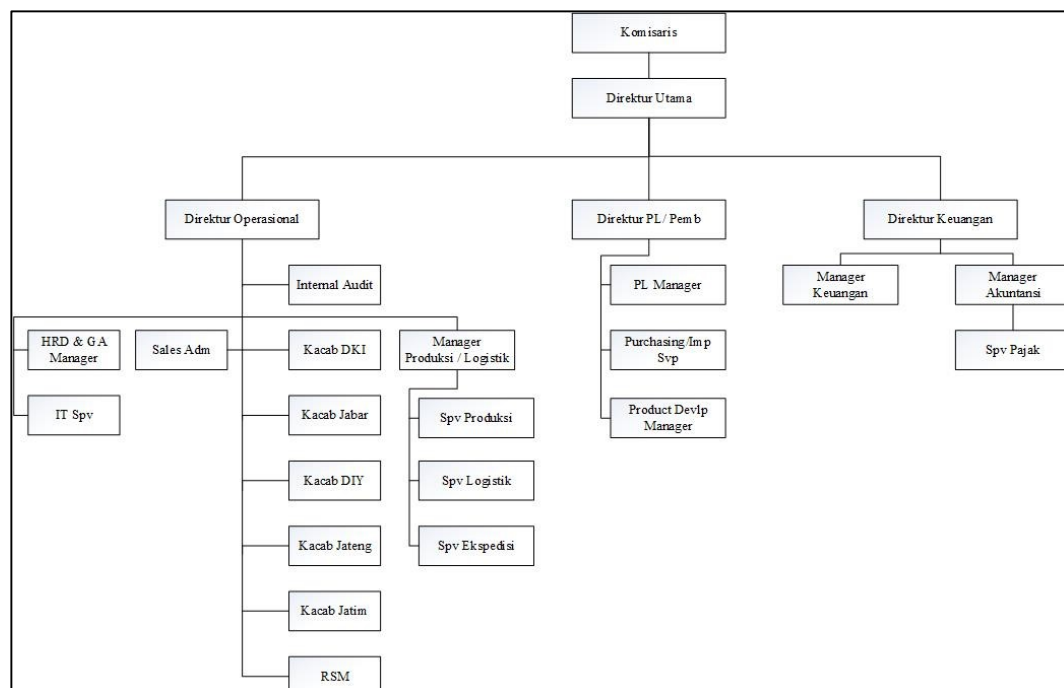 Komisaris
Direktur Utama
Direktur Operasional
Direktur PL/ Pemb
Direktur Keuangan
Internal Audit
PL Manager
Manager
Keuangan
Manager
Akuntansi
HRD & GA
Manager
Sales Adm
Kacab DKI
Manager
Produksi / Logistik
Purchasing/Imp
Svp
Spv Pajak
IT Spv
Kacab Jabar
Spv Produksi
Product Devlp
Manager
Kacab DIY
Spv Logistik
Kacab Jateng
Spv Ekspedisi
Kacab Jatim
RSM